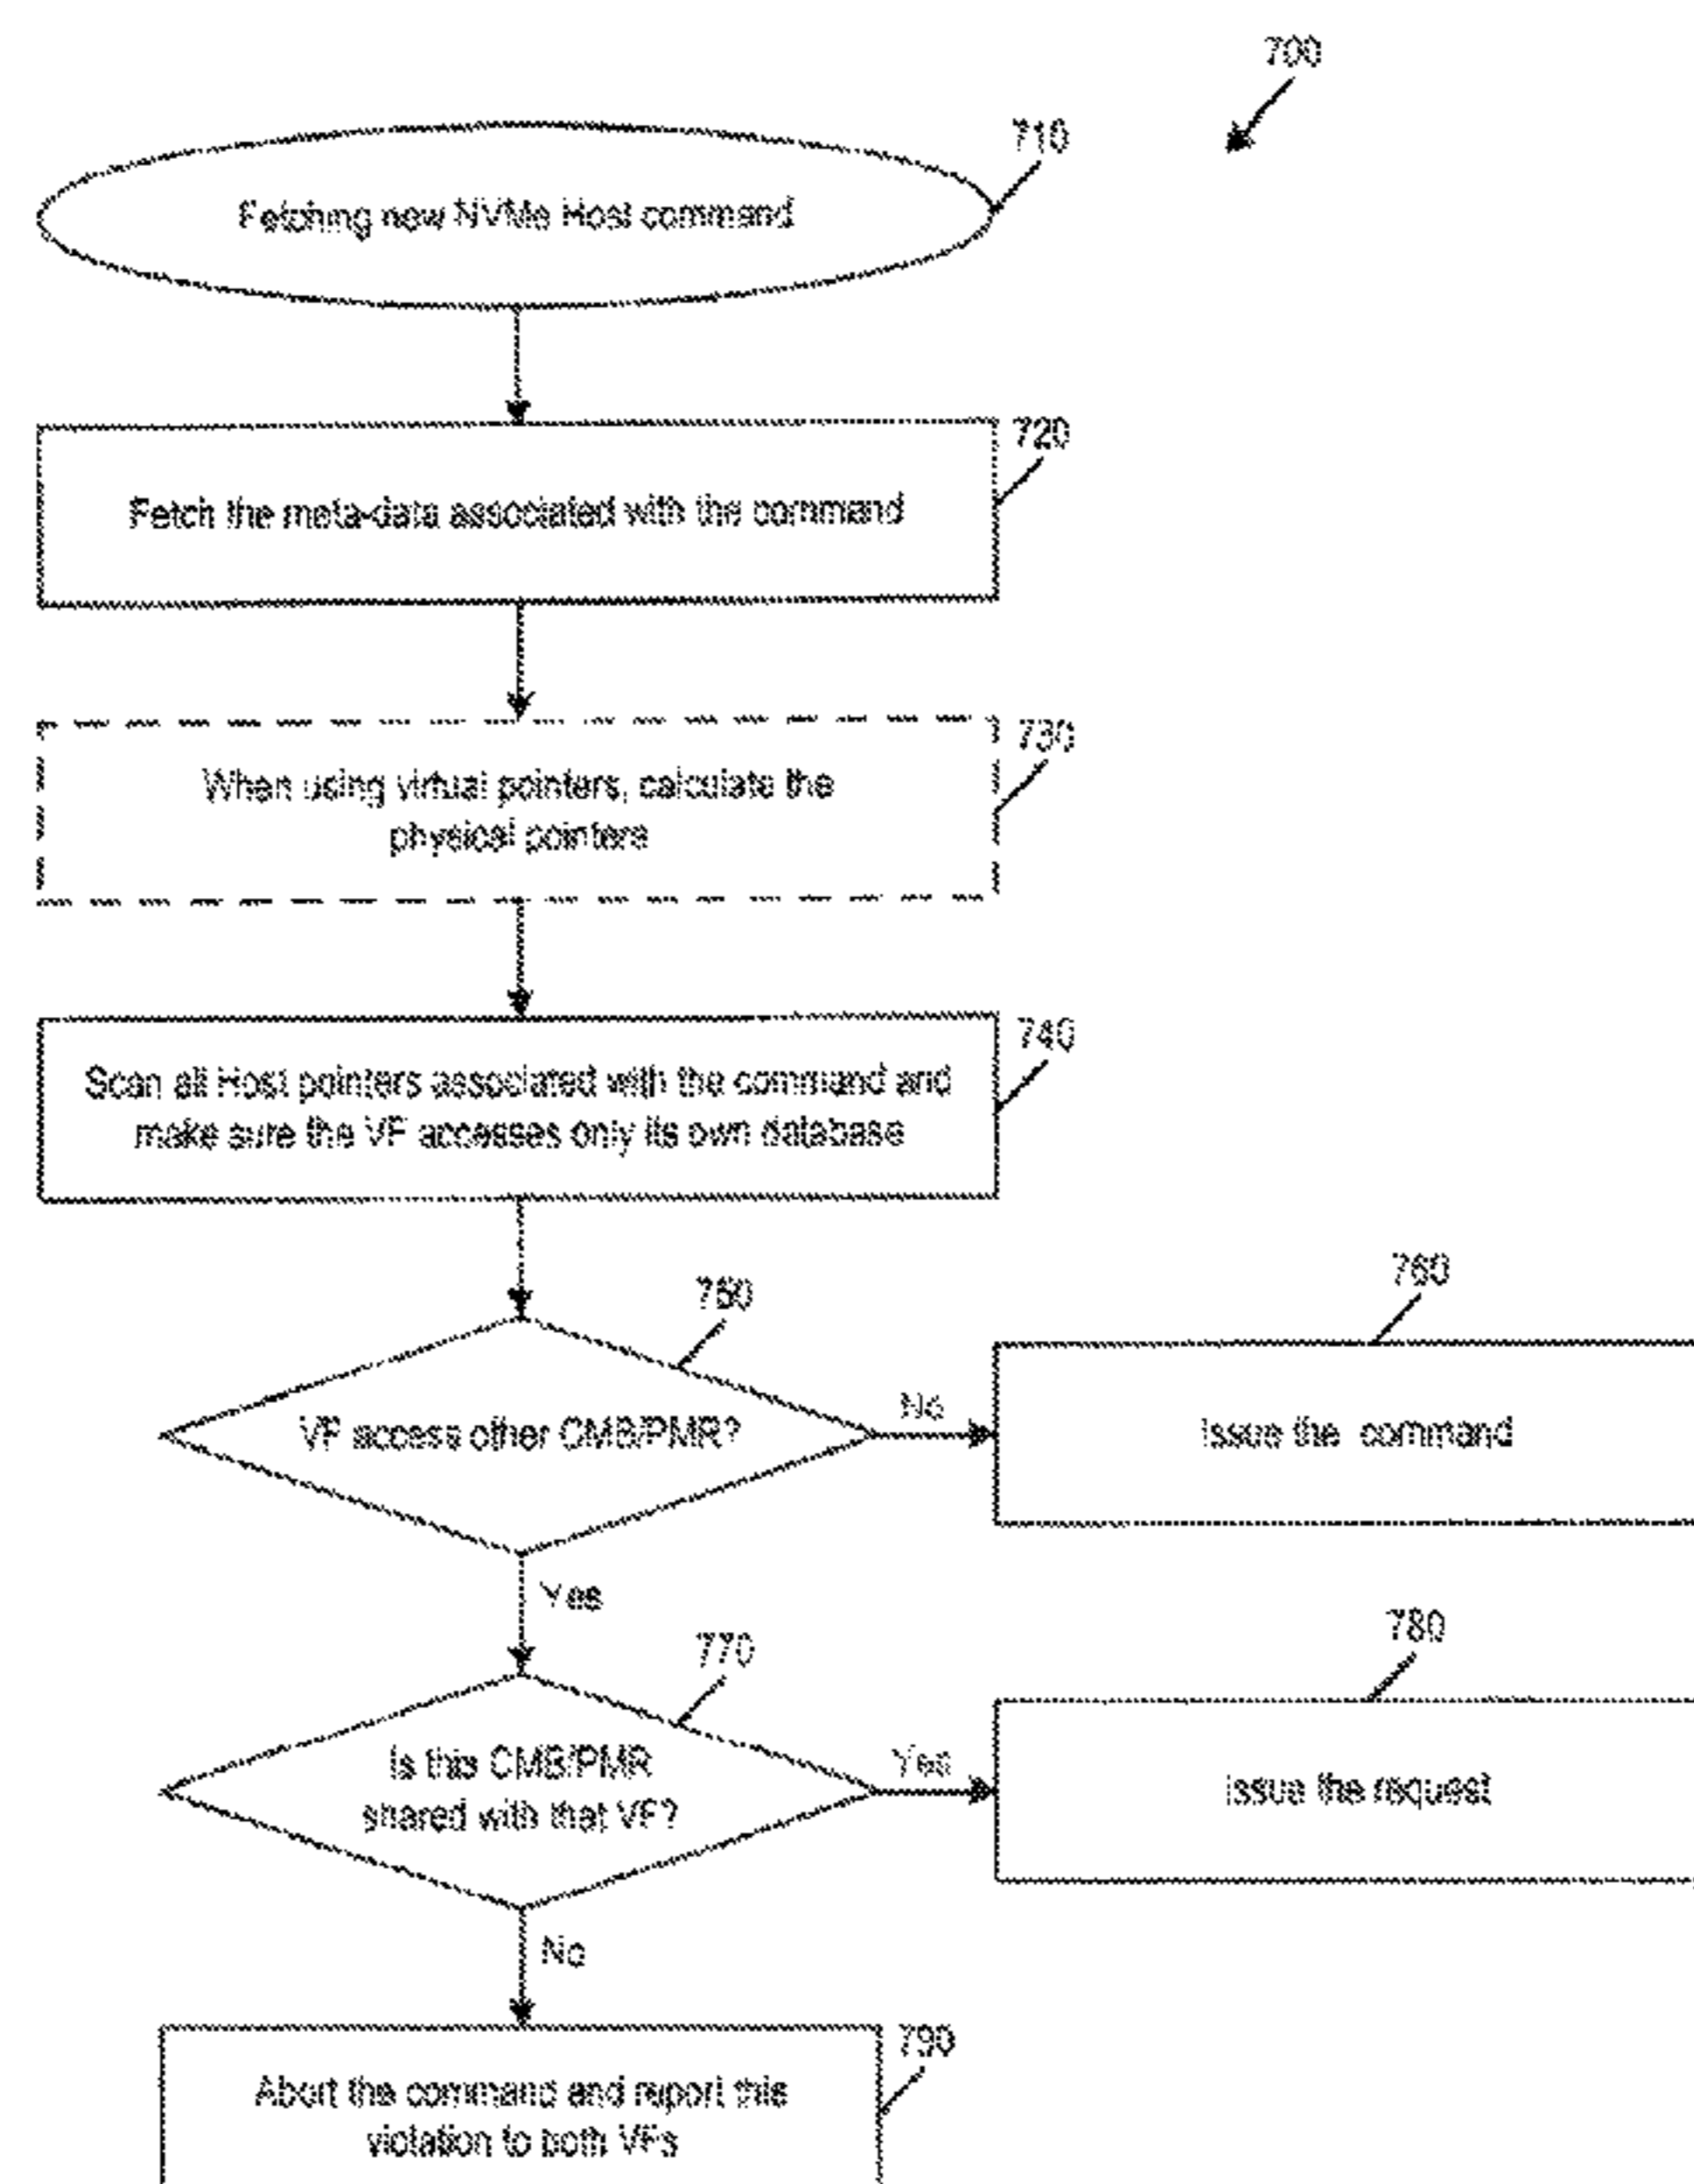 700
710
Fetching new NVMe Host command
720
Fetch the meta-data associated with the command
730
When using virtual pointers, calculate the
physical pointers
740
Scan all Host pointers associated with the command and
make sure the VF accesses only its own database
750
VF access other CMB/PMR?
No
760
Issue the command
Yes
770
Is this CMB/PMR
shared with that VF?
Yes
780
Issue the request
No
790
Abort the command and report this
violation to both VFs